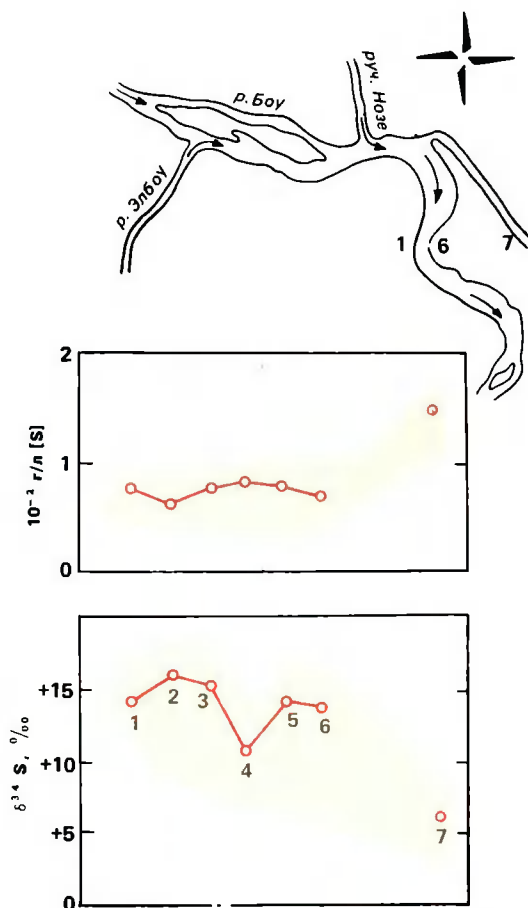 р. Боу
руч. Нозе
р. Элбоу
1 6 7
2
1
0
10⁻² г/л [S]
+15
+10
+5
0
δ³⁴ S, ‰
1
2
3
4
5
6
7